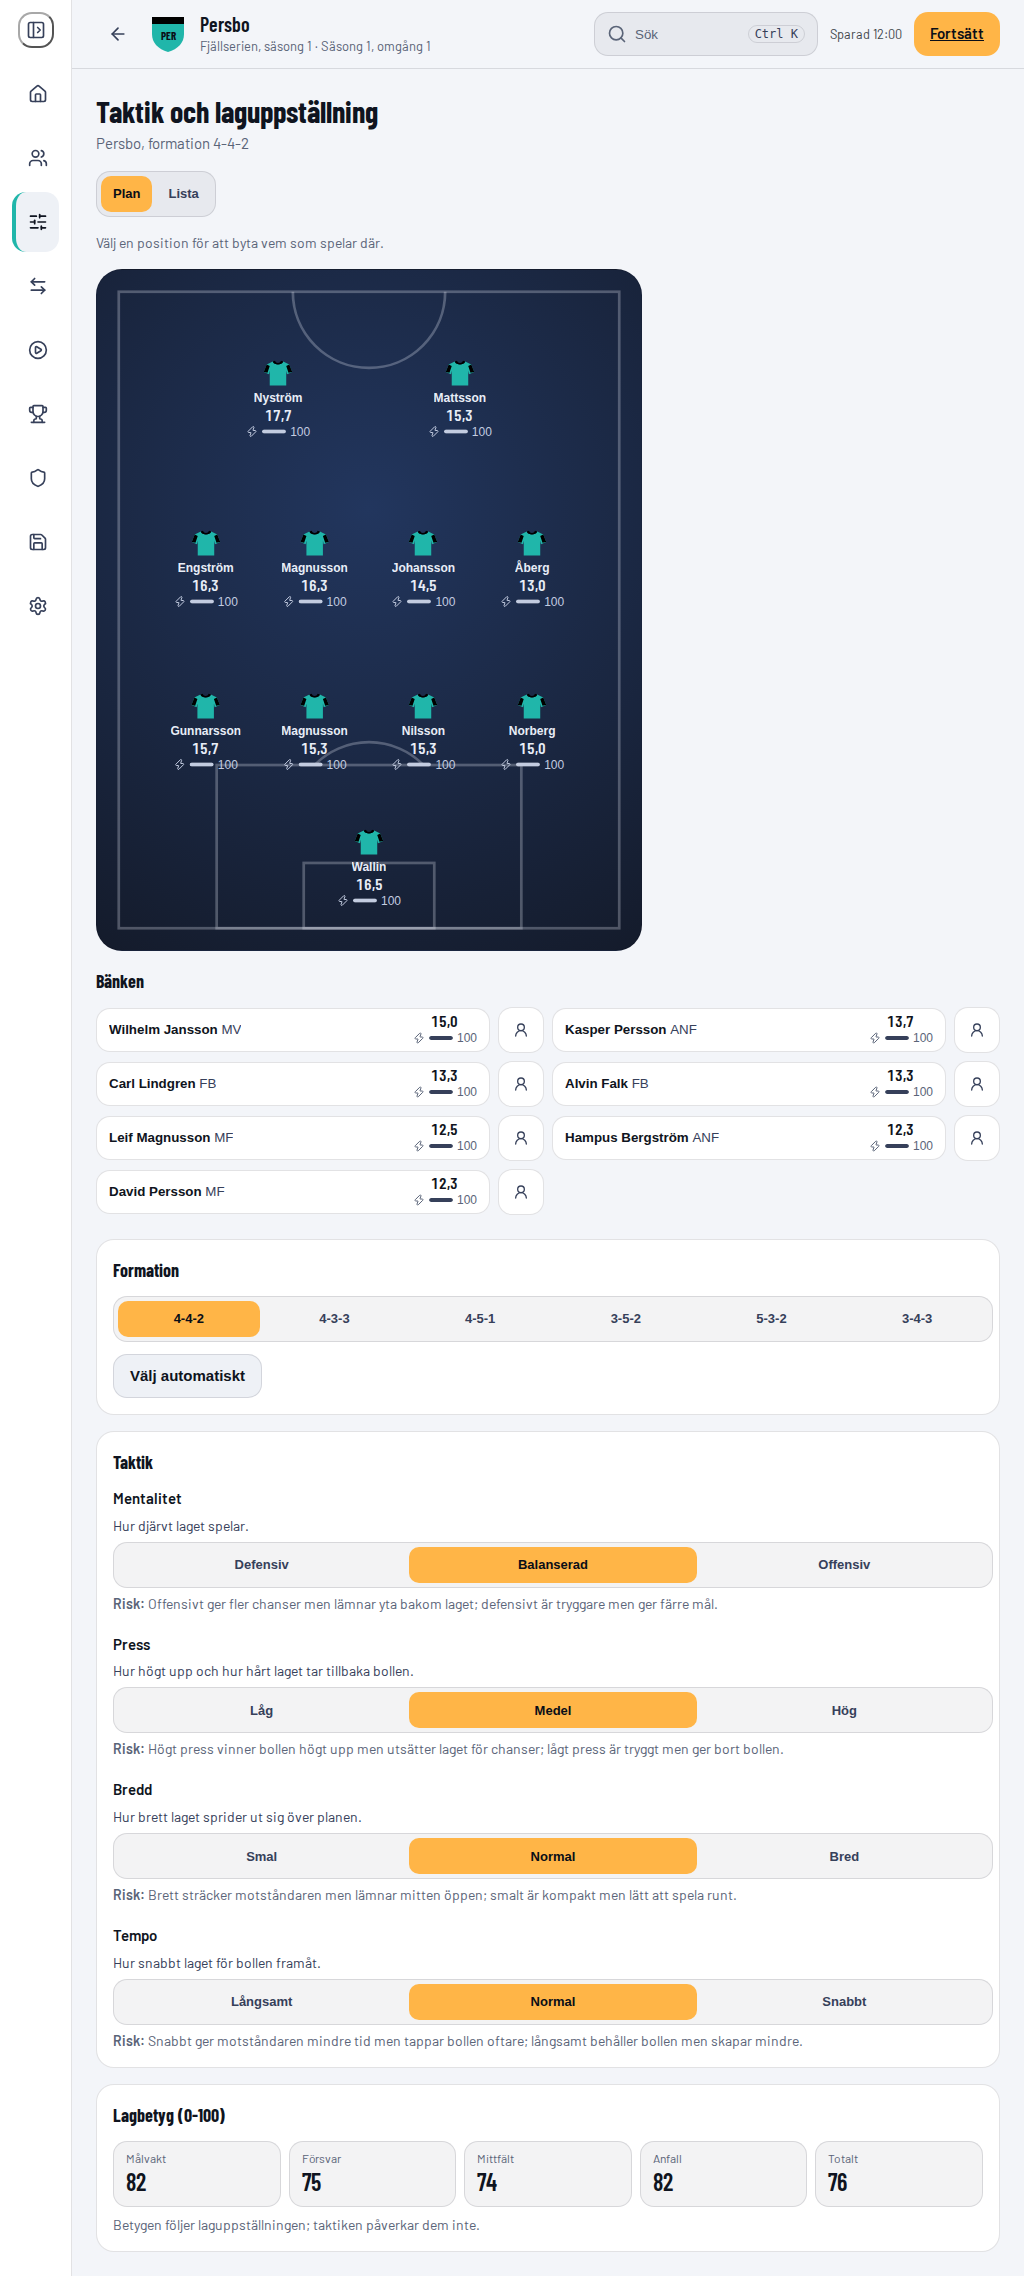 PER
Persbo
Fjällserien, säsong 1 · Säsong 1, omgång 1
Sök
Ctrl K
Sparad 12:00
Fortsätt
Taktik och laguppställning
Persbo, formation 4-4-2
Plan
Lista
Välj en position för att byta vem som spelar där.
Nyström
17,7
100
Mattsson
15,3
100
Engström
16,3
100
Magnusson
16,3
100
Johansson
14,5
100
Åberg
13,0
100
Gunnarsson
15,7
100
Magnusson
15,3
100
Nilsson
15,3
100
Norberg
15,0
100
Wallin
16,5
100
Bänken
Wilhelm Jansson MV
15,0
100
Kasper Persson ANF
13,7
100
Carl Lindgren FB
13,3
100
Alvin Falk FB
13,3
100
Leif Magnusson MF
12,5
100
Hampus Bergström ANF
12,3
100
David Persson MF
12,3
100
Formation
4-4-2
4-3-3
4-5-1
3-5-2
5-3-2
3-4-3
Välj automatiskt
Taktik
Mentalitet
Hur djärvt laget spelar.
Defensiv
Balanserad
Offensiv
Risk: Offensivt ger fler chanser men lämnar yta bakom laget; defensivt är tryggare men ger färre mål.
Press
Hur högt upp och hur hårt laget tar tillbaka bollen.
Låg
Medel
Hög
Risk: Högt press vinner bollen högt upp men utsätter laget för chanser; lågt press är tryggt men ger bort bollen.
Bredd
Hur brett laget sprider ut sig över planen.
Smal
Normal
Bred
Risk: Brett sträcker motståndaren men lämnar mitten öppen; smalt är kompakt men lätt att spela runt.
Tempo
Hur snabbt laget för bollen framåt.
Långsamt
Normal
Snabbt
Risk: Snabbt ger motståndaren mindre tid men tappar bollen oftare; långsamt behåller bollen men skapar mindre.
Lagbetyg (0-100)
Målvakt
82
Försvar
75
Mittfält
74
Anfall
82
Totalt
76
Betygen följer laguppställningen; taktiken påverkar dem inte.